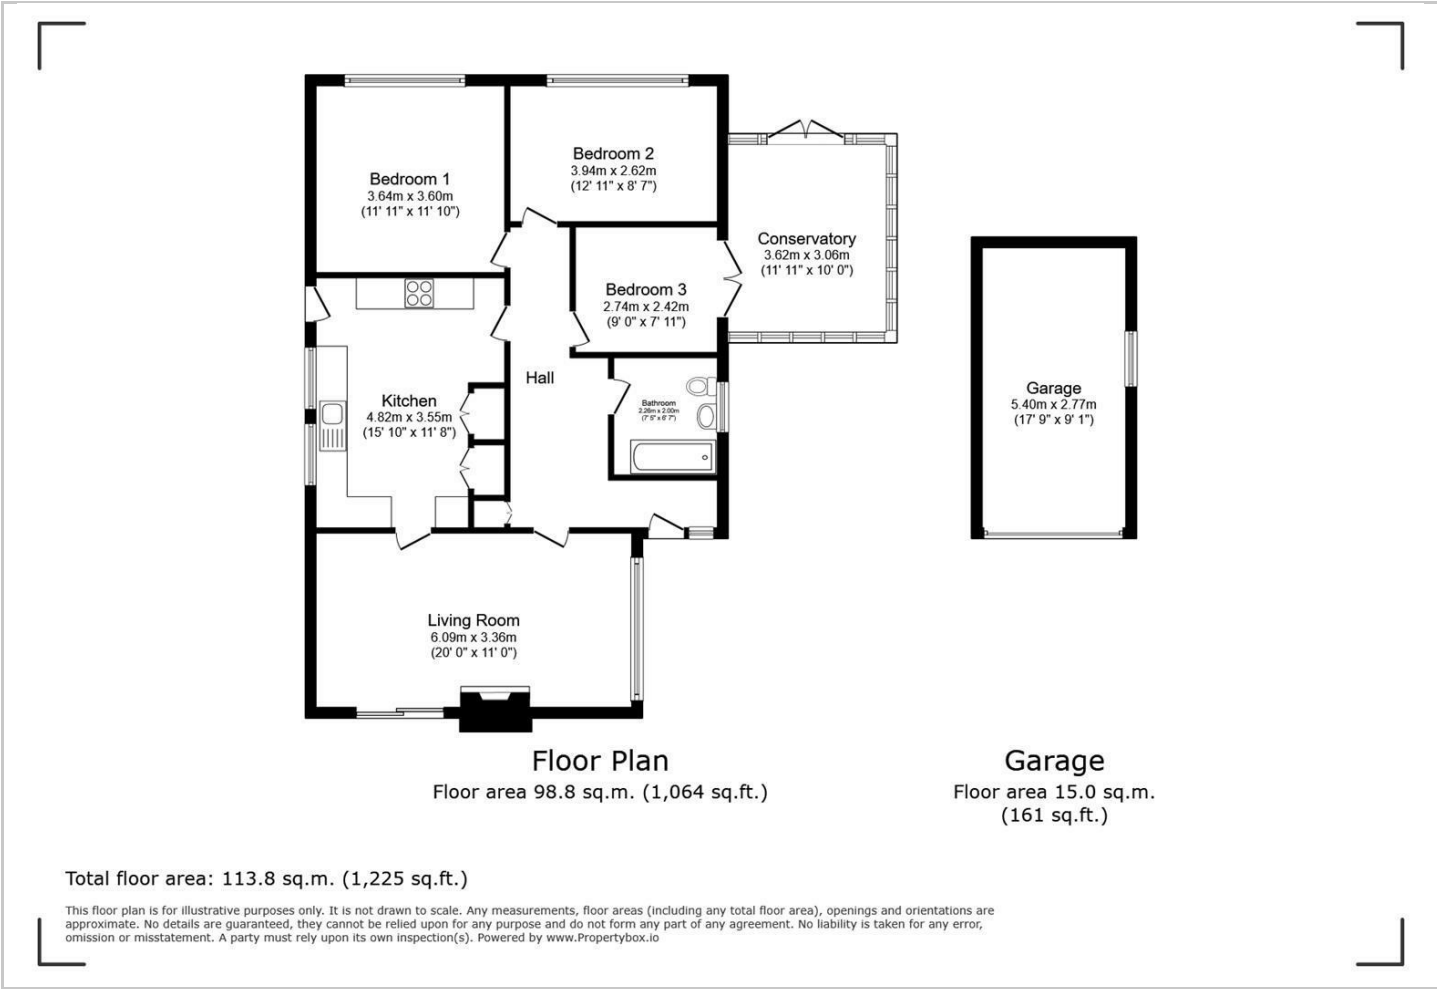 Bedroom 1
3.64m x 3.60m
(11' 11" x 11' 10")
Bedroom 2
3.94m x 2.62m
(12' 11" x 8' 7")
Conservatory
3.62m x 3.06m
(11' 11" x 10' 0")
Bedroom 3
2.74m x 2.42m
(9' 0" x 7' 11")
Hall
Kitchen
4.82m x 3.55m
(15' 10" x 11' 8")
Bathroom
2.26m x 2.00m
(7' 5" x 6' 7")
Garage
5.40m x 2.77m
(17' 9" x 9' 1")
Living Room
6.09m x 3.36m
(20' 0" x 11' 0")
Floor Plan
Floor area 98.8 sq.m. (1,064 sq.ft.)
Garage
Floor area 15.0 sq.m.
(161 sq.ft.)
Total floor area: 113.8 sq.m. (1,225 sq.ft.)
This floor plan is for illustrative purposes only. It is not drawn to scale. Any measurements, floor areas (including any total floor area), openings and orientations are
approximate. No details are guaranteed, they cannot be relied upon for any purpose and do not form any part of any agreement. No liability is taken for any error,
omission or misstatement. A party must rely upon its own inspection(s). Powered by www.Propertybox.io